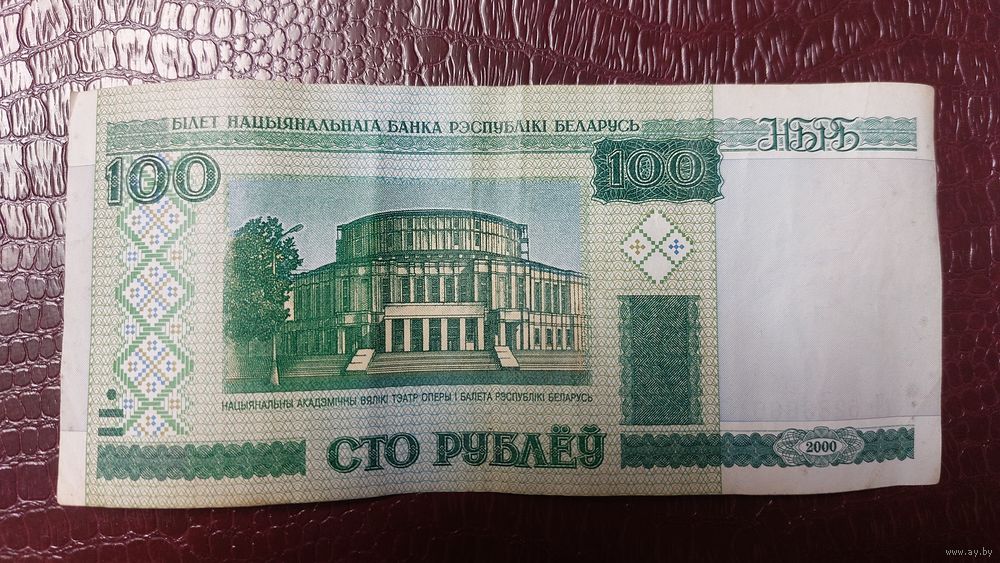 БІЛЕТ НАЦЫЯНАЛЬНАГА БАНКА РЭСПУБЛІКІ БЕЛАРУСЬ
НБРБ
100
100
НАЦЫЯНАЛЬНЫ АКАДЭМІЧНЫ ВЯЛІКІ ТЭАТР ОПЕРЫ І БАЛЕТА РЭСПУБЛІКІ БЕЛАРУСЬ
СТО РУБЛЁЎ
2000
www.ay.by